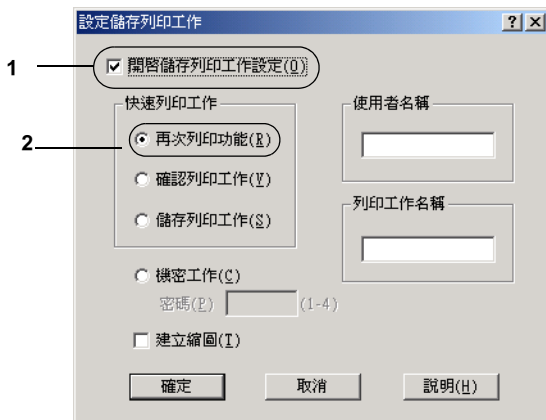 設定儲存列印工作
1
開啓儲存列印工作設定(O)
快速列印工作
2
再次列印功能(R)
確認列印工作(V)
儲存列印工作(S)
使用者名稱
列印工作名稱
機密工作(C)
密碼(P) (1-4)
建立縮圖(T)
確定
取消
說明(H)